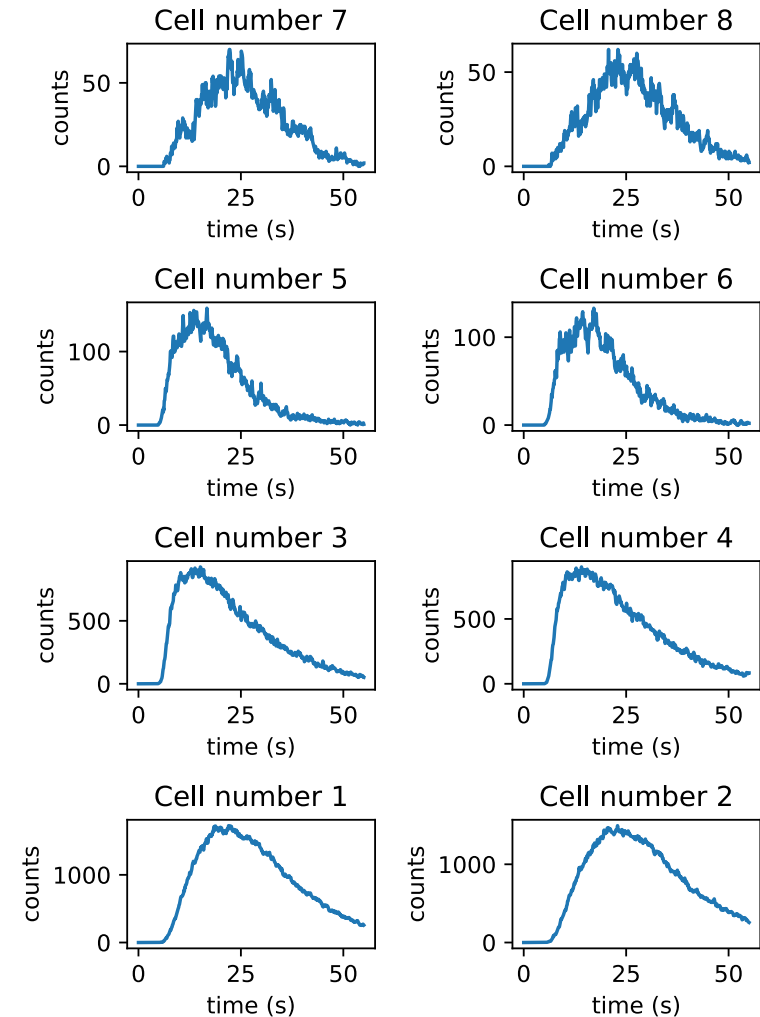 Cell number 7
counts
50
0
0 25 50
time (s)
Cell number 8
counts
50
0
0 25 50
time (s)
Cell number 5
counts
100
0
0 25 50
time (s)
Cell number 6
counts
100
0
0 25 50
time (s)
Cell number 3
counts
500
0
0 25 50
time (s)
Cell number 4
counts
500
0
0 25 50
time (s)
Cell number 1
counts
1000
0
0 25 50
time (s)
Cell number 2
counts
1000
0
0 25 50
time (s)